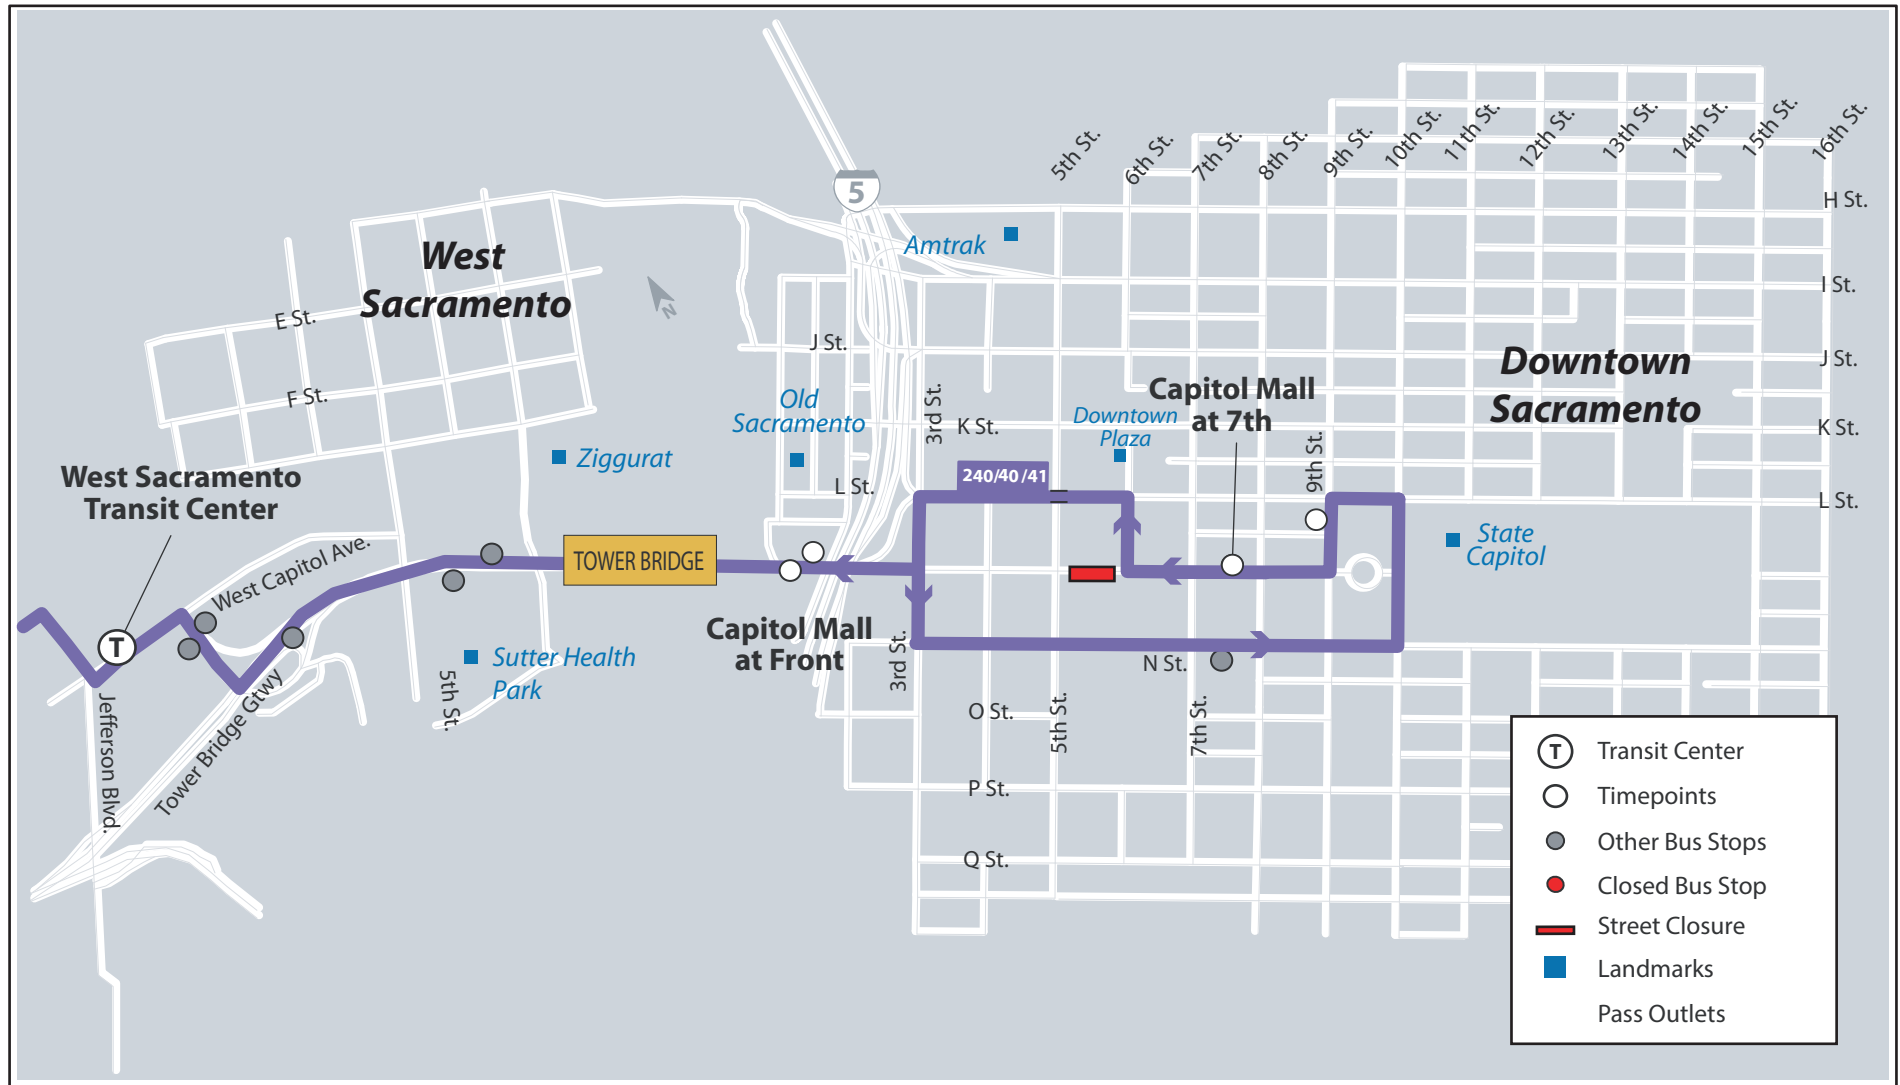 5th St.
6th St.
7th St.
8th St.
9th St.
10th St.
11th St.
12th St.
13th St.
14th St.
15th St.
16th St.
5
H St.
Amtrak
West
Sacramento
N
I St.
E St.
J St.
J St.
Downtown
Sacramento
F St.
Old
Sacramento
3rd St.
K St.
Downtown
Plaza
Capitol Mall
at 7th
9th St.
K St.
Ziggurat
West Sacramento
Transit Center
L St.
240/40 /41
L St.
State
Capitol
West Capitol Ave.
TOWER BRIDGE
T
Capitol Mall
at Front
3rd St.
N St.
Sutter Health
Park
5th St.
Jefferson Blvd.
Tower Bridge Gtwy
O St.
5th St.
7th St.
P St.
Q St.
T Transit Center
Timepoints
Other Bus Stops
Closed Bus Stop
Street Closure
Landmarks
Pass Outlets